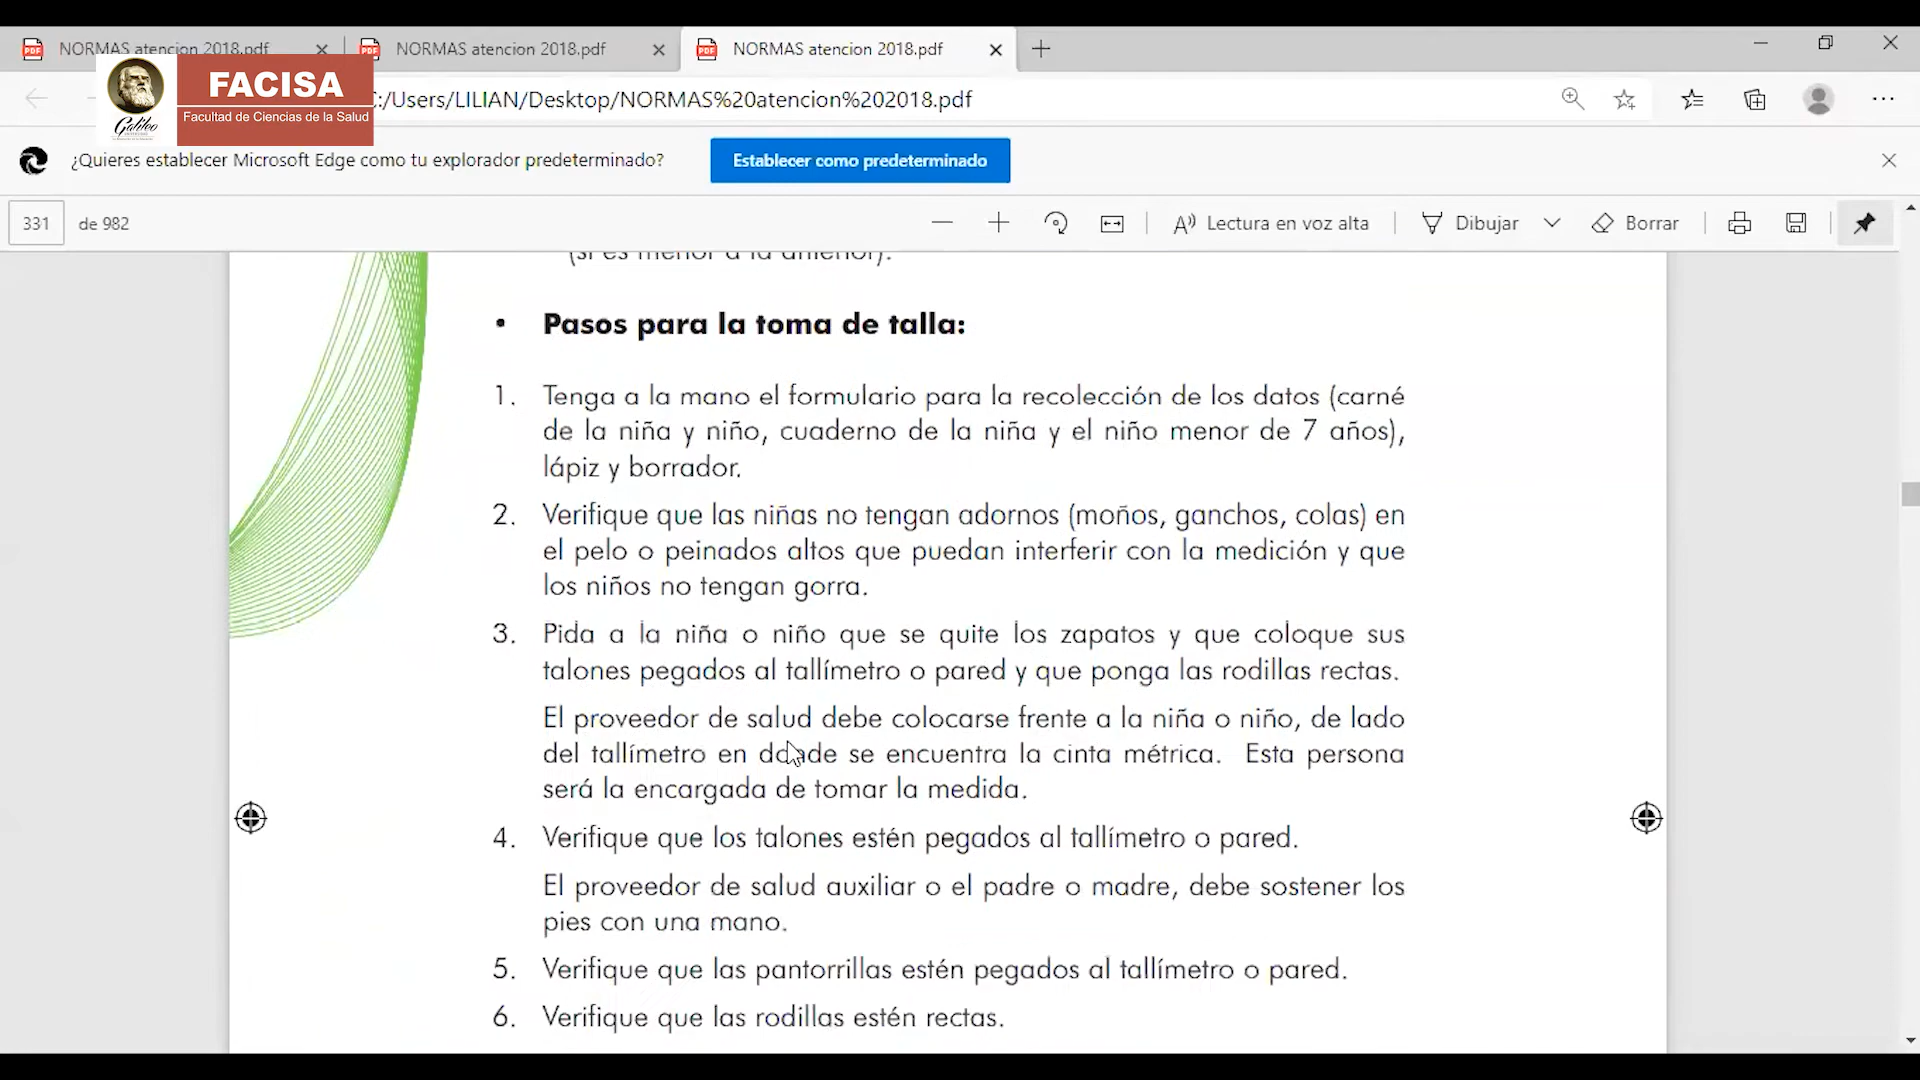 NORMAS atencion 2018.pdf
NORMAS atencion 2018.pdf
NORMAS atencion 2018.pdf
Galileo
FACISA
Facultad de Ciencias de la Salud
C:/Users/LILIAN/Desktop/NORMAS%20atencion%202018.pdf
¿Quieres establecer Microsoft Edge como tu explorador predeterminado?
Establecer como predeterminado
331 de 982
Lectura en voz alta
Dibujar
Borrar
(si es menor a la anterior).
• Pasos para la toma de talla:
1. Tenga a la mano el formulario para la recolección de los datos (carné
de la niña y niño, cuaderno de la niña y el niño menor de 7 años),
lápiz y borrador.
2. Verifique que las niñas no tengan adornos (moños, ganchos, colas) en
el pelo o peinados altos que puedan interferir con la medición y que
los niños no tengan gorra.
3. Pida a la niña o niño que se quite los zapatos y que coloque sus
talones pegados al tallímetro o pared y que ponga las rodillas rectas.
El proveedor de salud debe colocarse frente a la niña o niño, de lado
del tallímetro en donde se encuentra la cinta métrica. Esta persona
será la encargada de tomar la medida.
4. Verifique que los talones estén pegados al tallímetro o pared.
El proveedor de salud auxiliar o el padre o madre, debe sostener los
pies con una mano.
5. Verifique que las pantorrillas estén pegados al tallímetro o pared.
6. Verifique que las rodillas estén rectas.